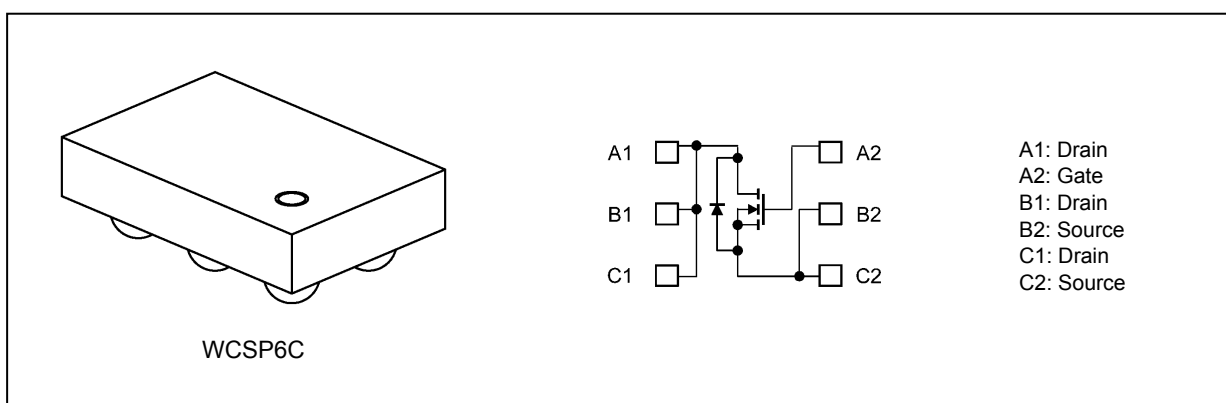 WCSP6C
A1
A2
B1
B2
C1
C2
A1: Drain
A2: Gate
B1: Drain
B2: Source
C1: Drain
C2: Source